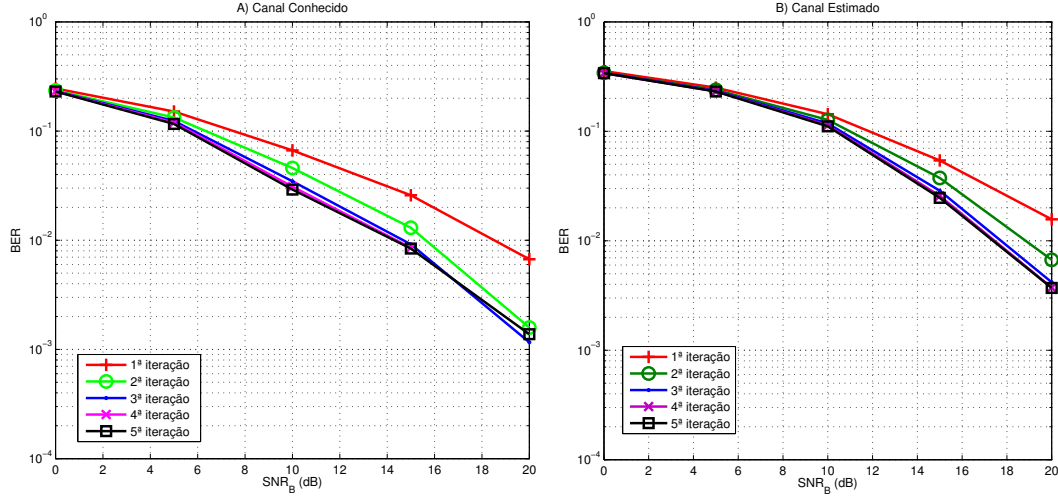 A) Canal Conhecido
10^0
10^-1
10^-2
10^-3
10^-4
BER
1ª iteração
2ª iteração
3ª iteração
4ª iteração
5ª iteração
0 2 4 6 8 10 12 14 16 18 20
SNR_B (dB)
B) Canal Estimado
10^0
10^-1
10^-2
10^-3
10^-4
BER
1ª iteração
2ª iteração
3ª iteração
4ª iteração
5ª iteração
0 2 4 6 8 10 12 14 16 18 20
SNR_B (dB)